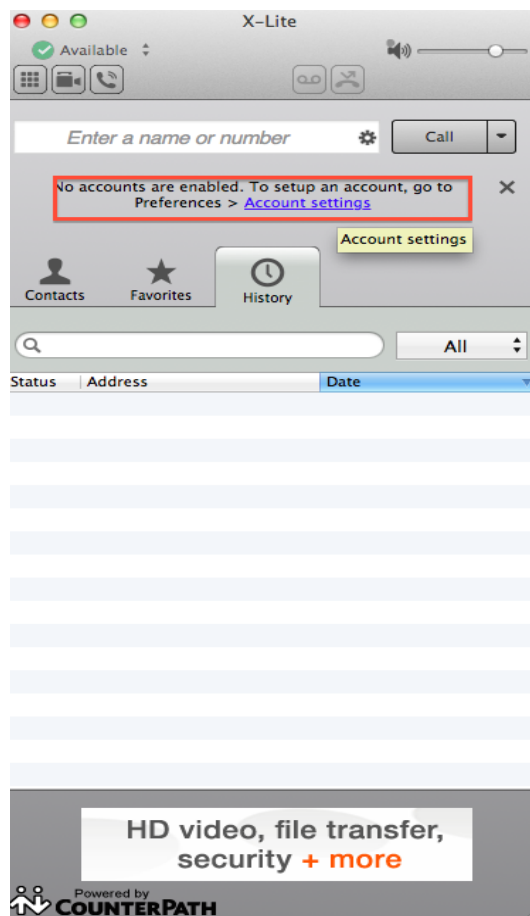 X-Lite
Available
Enter a name or number
Call
No accounts are enabled. To setup an account, go to
Preferences > Account settings
Account settings
Contacts
Favorites
History
All
Status
Address
Date
HD video, file transfer,
security + more
Powered by
COUNTERPATH